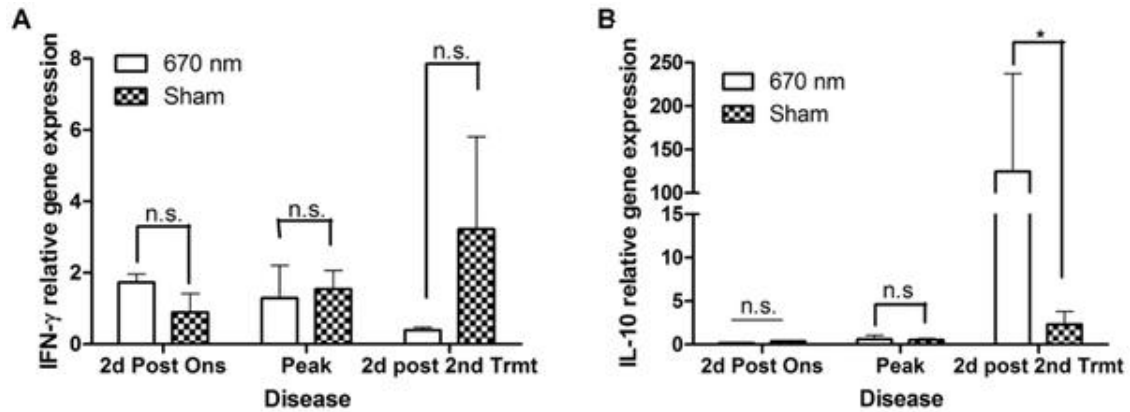 A
IFN-γ relative gene expression
8
6
4
2
0
670 nm
Sham
n.s.
n.s.
n.s.
2d Post Ons
Peak
2d post 2nd Trmt
Disease
B
IL-10 relative gene expression
250
200
150
100
15
10
5
0
670 nm
Sham
n.s.
n.s
*
2d Post Ons
Peak
2d post 2nd Trmt
Disease